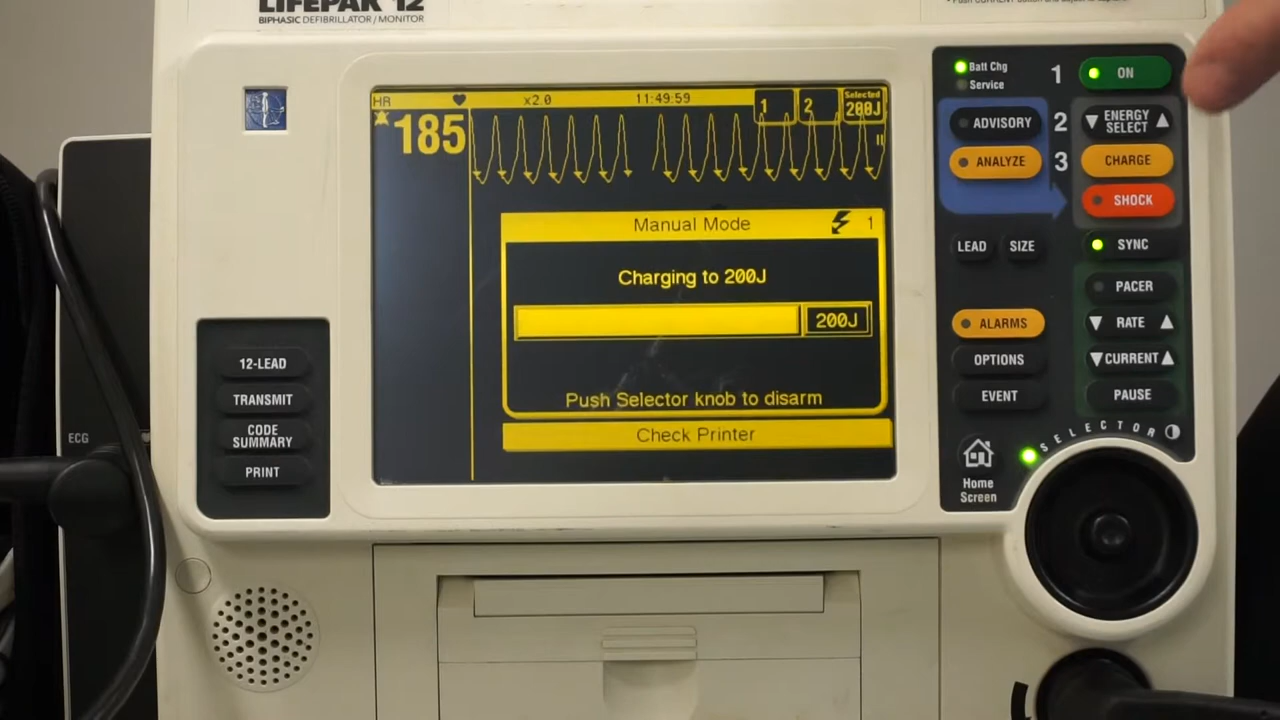 LIFEPAK 12
BIPHASIC DEFIBRILLATOR / MONITOR
HR
x2.0
11:49:59
1
2
Selected
200J
185
Manual Mode
1
Charging to 200J
200J
Push Selector knob to disarm
Check Printer
Batt Chg
Service
1
ON
ADVISORY
2
ENERGY
SELECT
ANALYZE
3
CHARGE
SHOCK
LEAD
SIZE
SYNC
PACER
ALARMS
RATE
OPTIONS
CURRENT
EVENT
PAUSE
SELECTOR
Home
Screen
12-LEAD
TRANSMIT
CODE
SUMMARY
PRINT
ECG